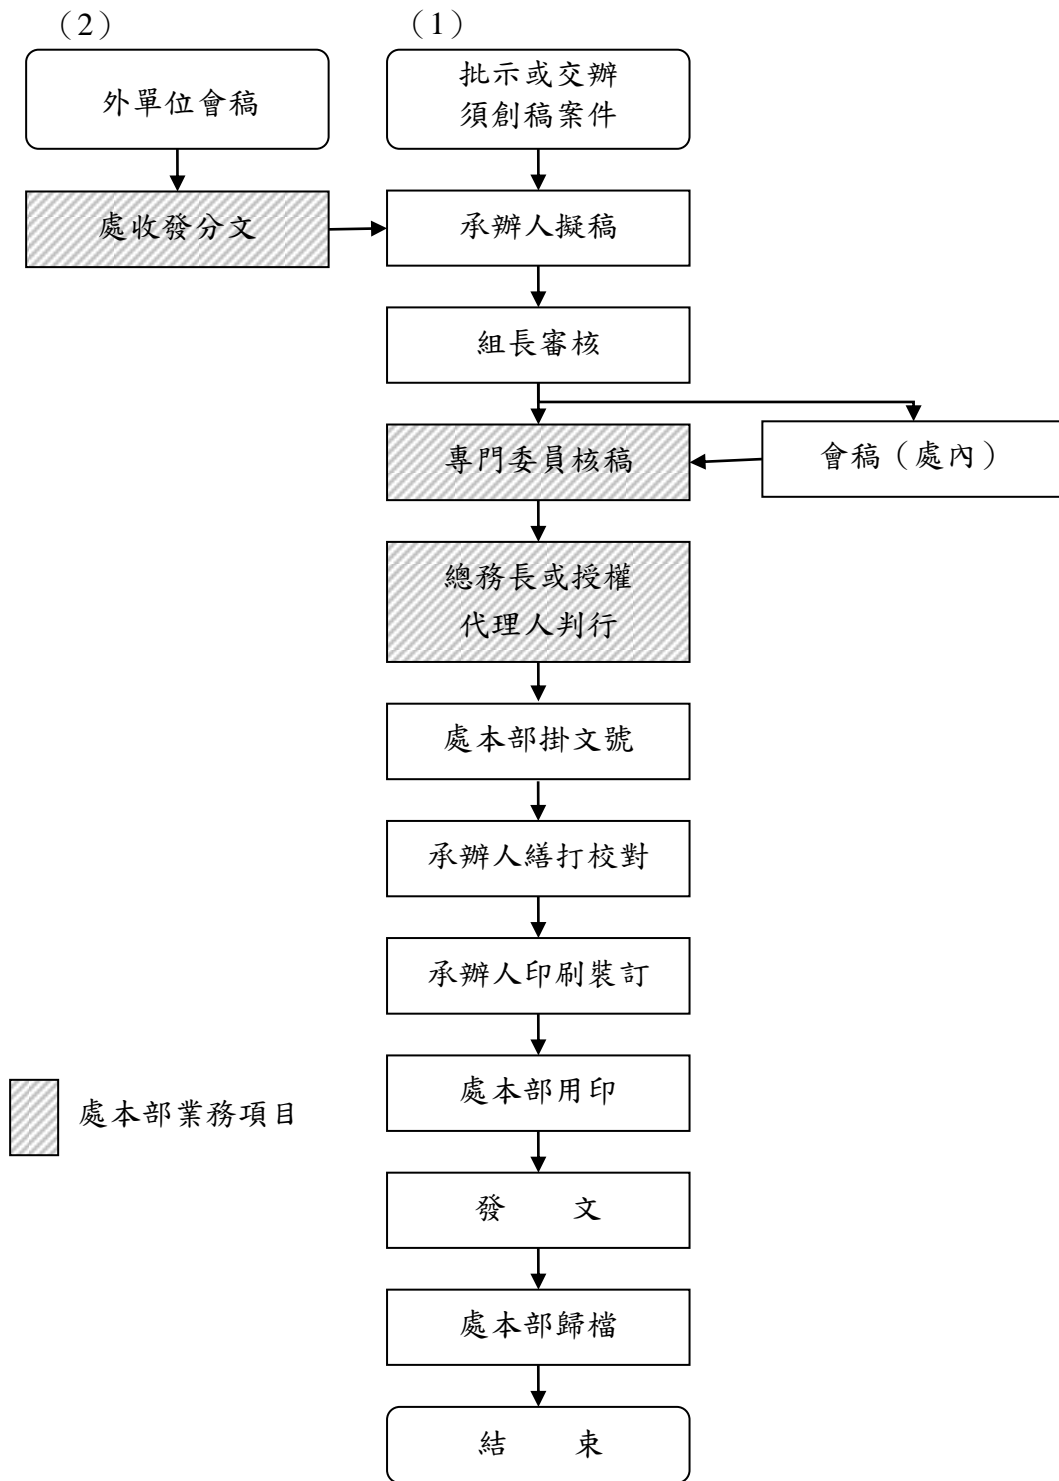 （2）
（1）
外單位會稿
批示或交辦
須創稿案件
處收發分文
承辦人擬稿
組長審核
專門委員核稿
會稿（處內）
總務長或授權
代理人判行
處本部掛文號
承辦人繕打校對
承辦人印刷裝訂
處本部用印
處本部業務項目
發　　文
處本部歸檔
結　　束